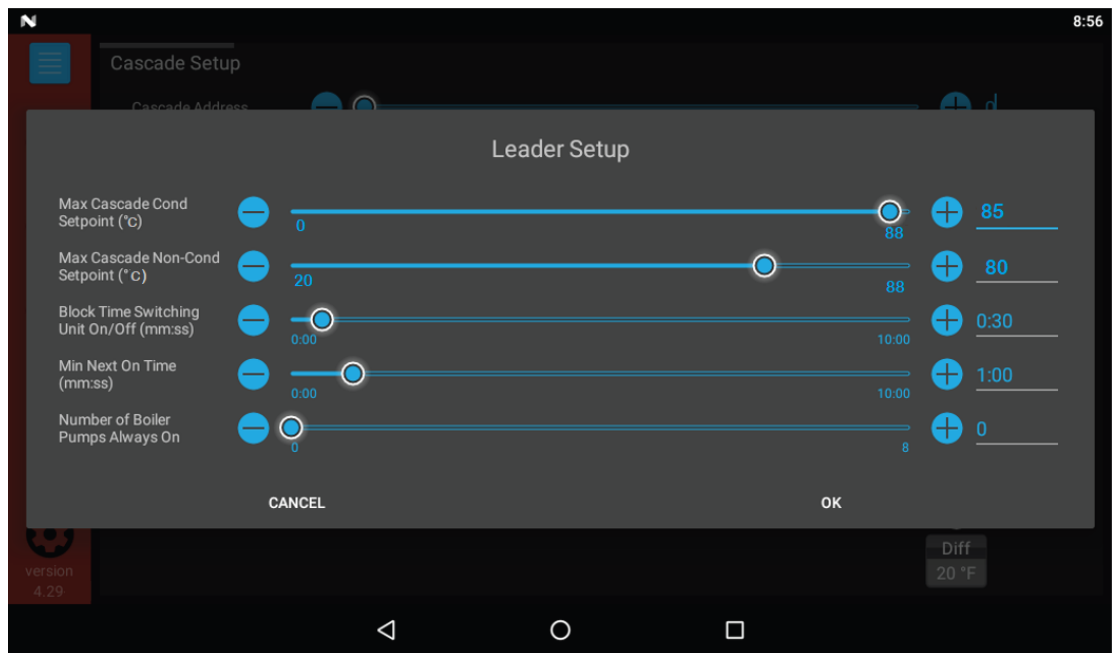 8:56
Cascade Setup
Cascade Address
0
Leader Setup
Max Cascade Cond
Setpoint (°C)
0
88
85
Max Cascade Non-Cond
Setpoint (°C)
20
88
80
Block Time Switching
Unit On/Off (mm:ss)
0:00
10:00
0:30
Min Next On Time
(mm:ss)
0:00
10:00
1:00
Number of Boiler
Pumps Always On
0
8
0
CANCEL
OK
Diff
20 °F
version
4.29